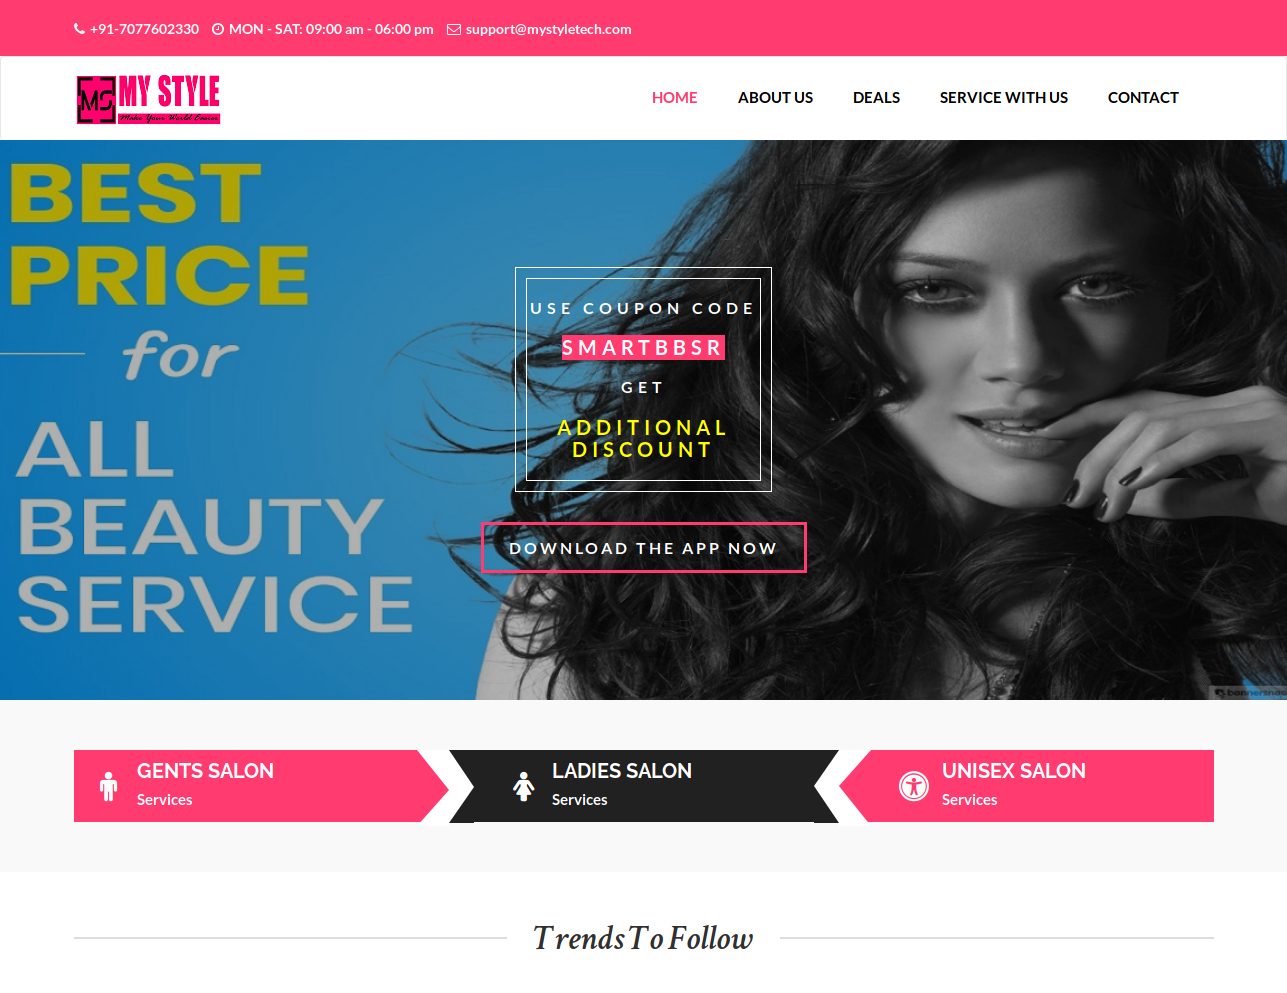 +91-7077602330 MON - SAT: 09:00 am - 06:00 pm support@mystyletech.com
MS MY STYLE
Make Your World Easier
HOME ABOUT US DEALS SERVICE WITH US CONTACT
BEST
PRICE
for
ALL
BEAUTY
SERVICE
USE COUPON CODE
SMARTBBSR
GET
ADDITIONAL
DISCOUNT
DOWNLOAD THE APP NOW
GENTS SALON
Services
LADIES SALON
Services
UNISEX SALON
Services
Trends To Follow